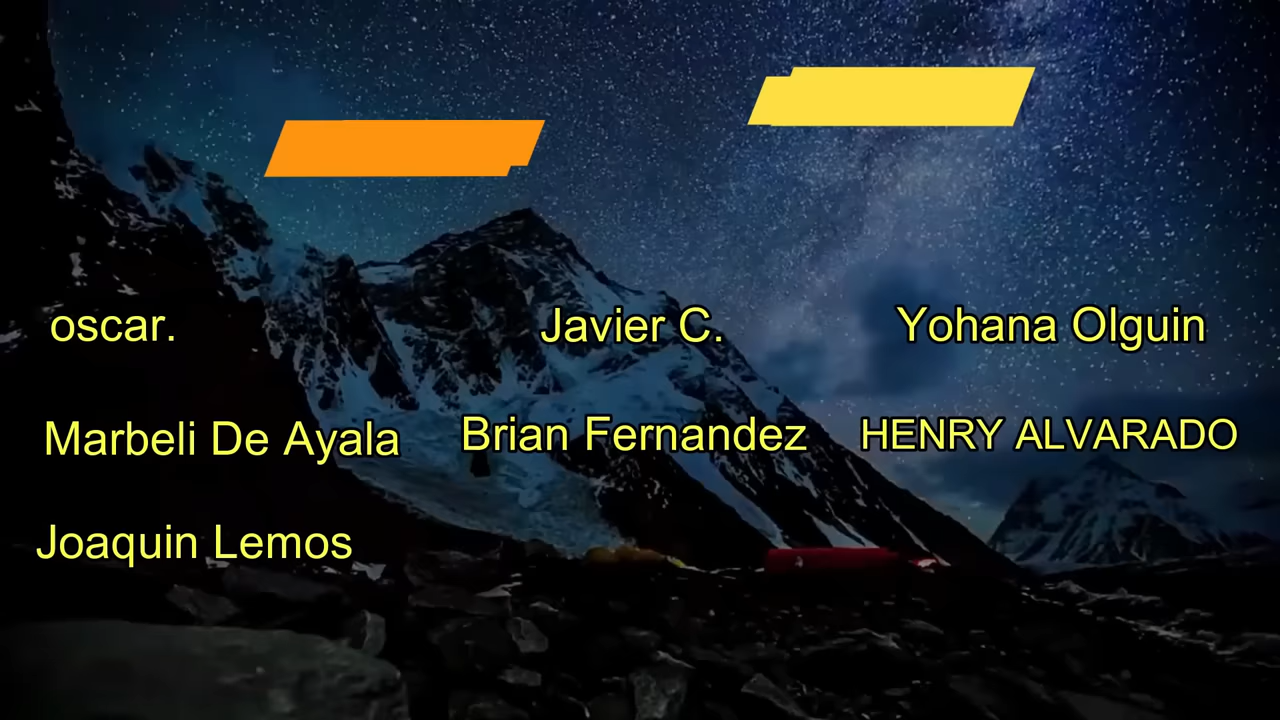 oscar.
Javier C.
Yohana Olguin
Marbeli De Ayala
Brian Fernandez
HENRY ALVARADO
Joaquin Lemos